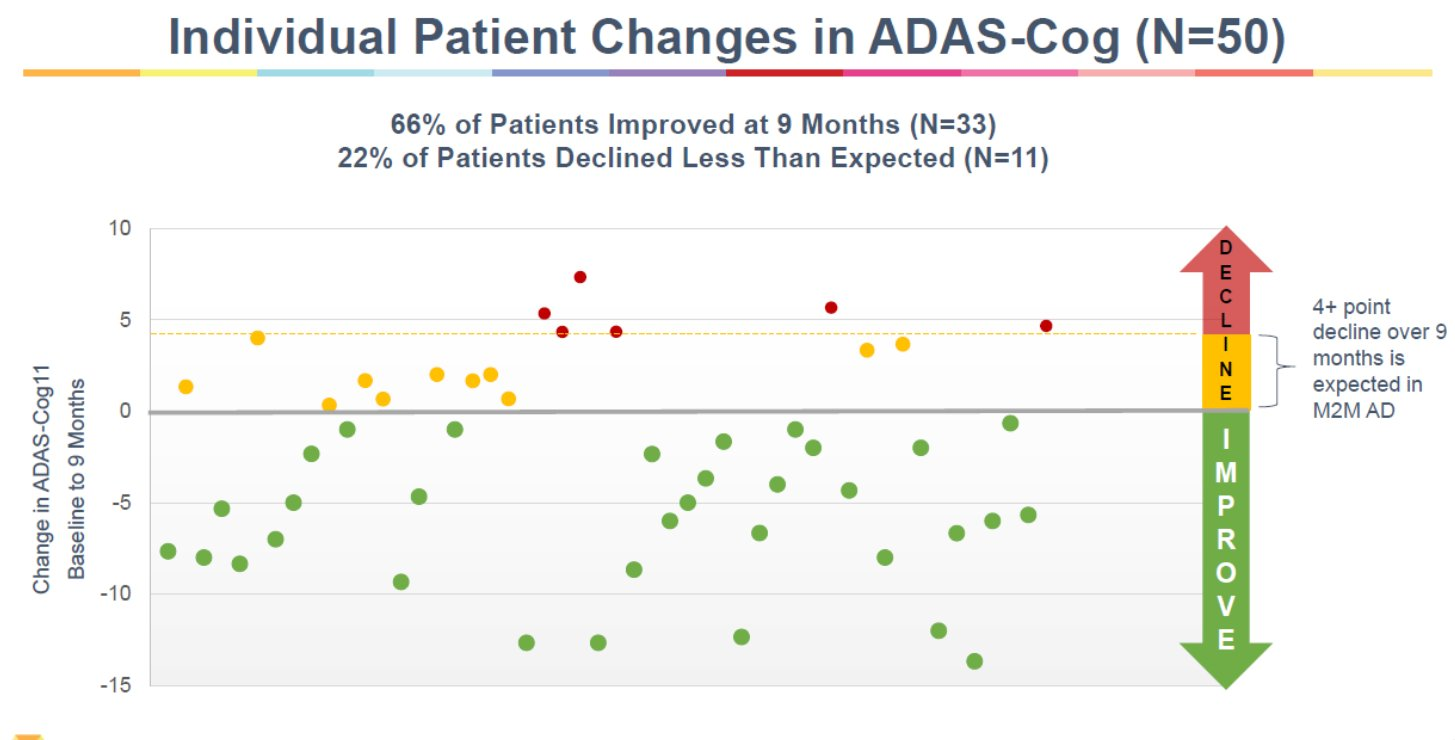 Individual Patient Changes in ADAS-Cog (N=50)
66% of Patients Improved at 9 Months (N=33)
22% of Patients Declined Less Than Expected (N=11)
Change in ADAS-Cog11
Baseline to 9 Months
10
5
0
-5
-10
-15
DECLINE
IMPROVE
4+ point
decline over 9
months is
expected in
M2M AD